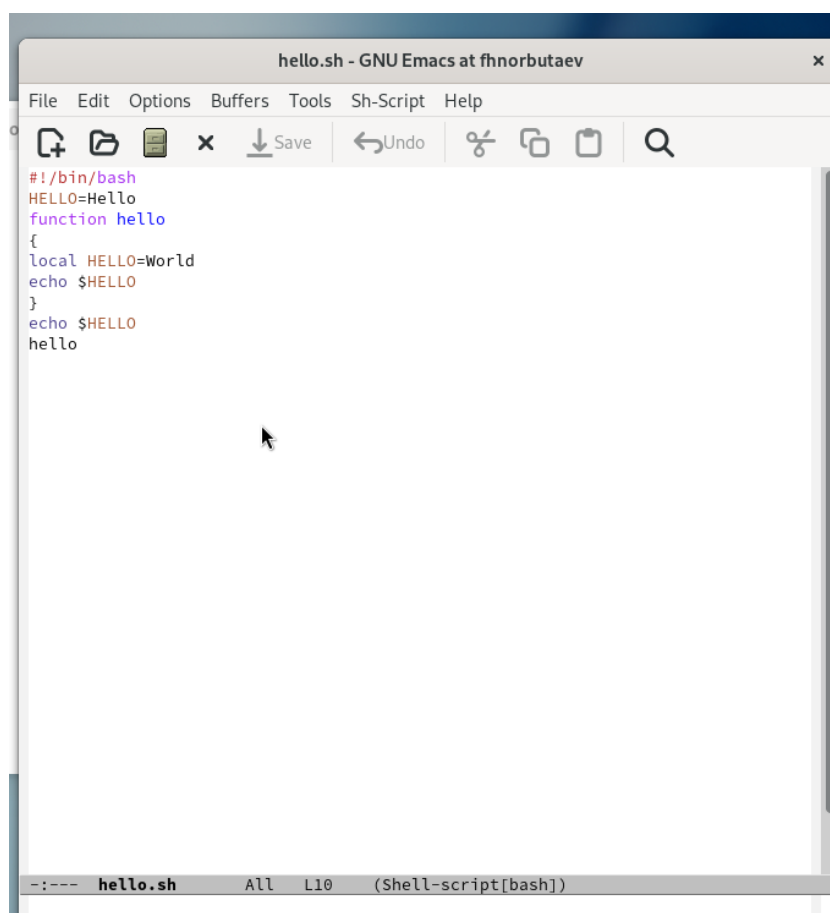 hello.sh - GNU Emacs at fhnorbutaev
File Edit Options Buffers Tools Sh-Script Help
Save Undo
#!/bin/bash
HELLO=Hello
function hello
{
local HELLO=World
echo $HELLO
}
echo $HELLO
hello
-:--- hello.sh All L10 (Shell-script[bash])